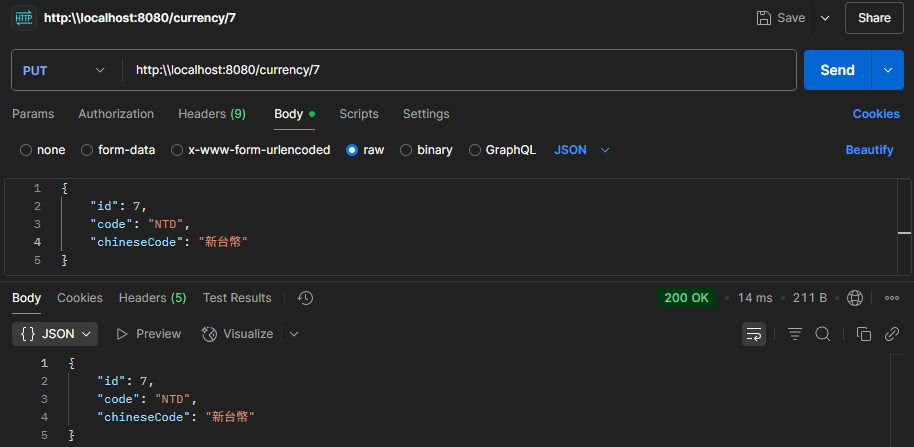 HTTP http:\\localhost:8080/currency/7 Save Share
PUT http:\\localhost:8080/currency/7 Send
Params Authorization Headers (9) Body Scripts Settings Cookies
none form-data x-www-form-urlencoded raw binary GraphQL JSON Beautify
1 {
2 "id": 7,
3 "code": "NTD",
4 "chineseCode": "新台幣"
5 }
Body Cookies Headers (5) Test Results 200 OK 14 ms 211 B
{} JSON Preview Visualize
1 {
2 "id": 7,
3 "code": "NTD",
4 "chineseCode": "新台幣"
5 }